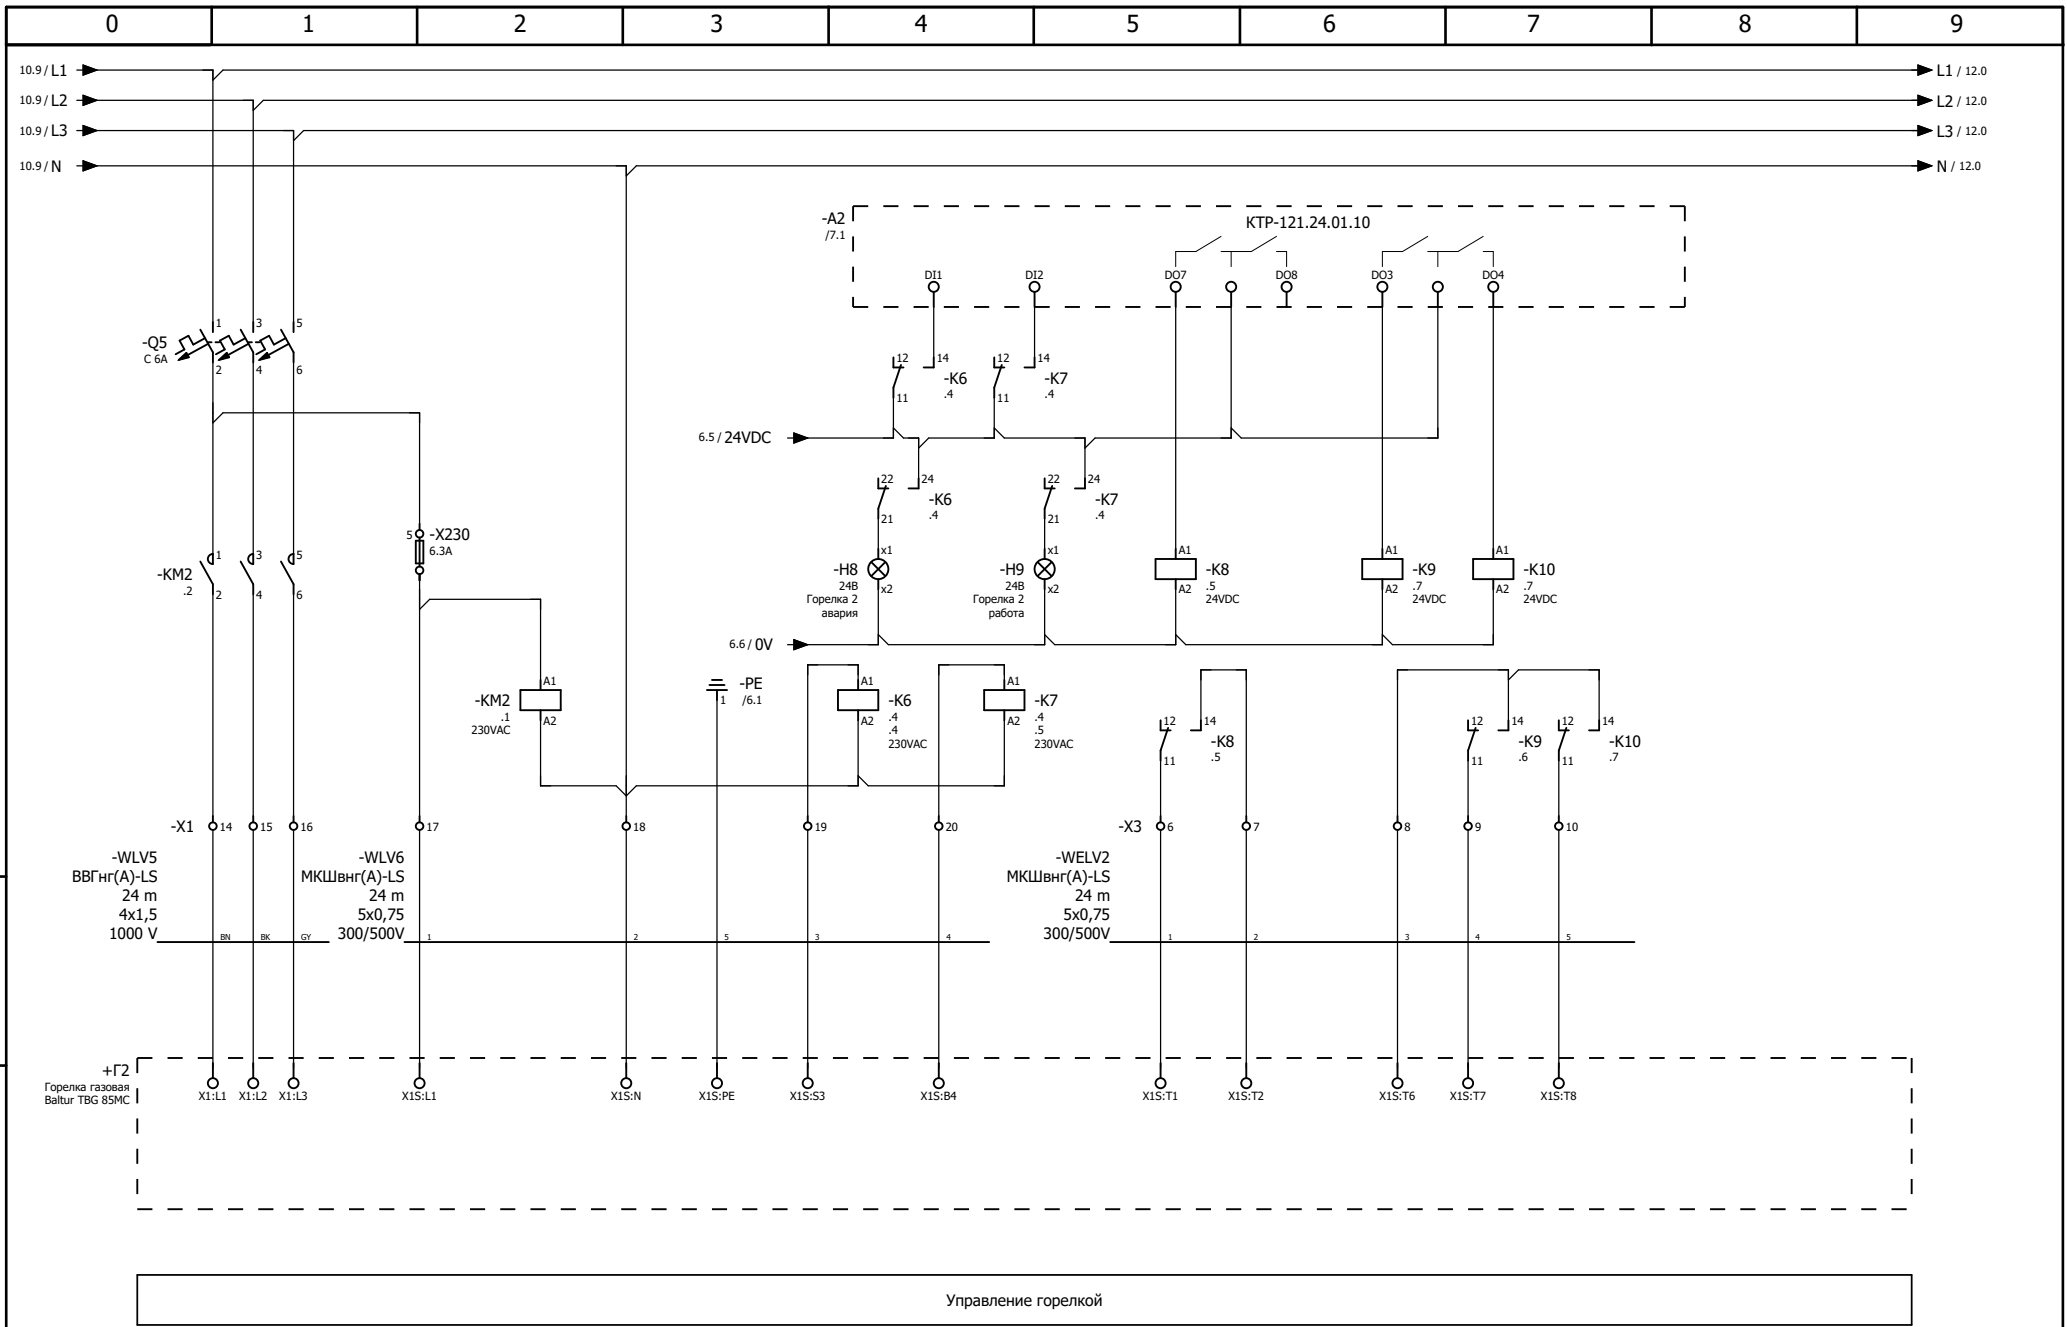 0 1 2 3 4 5 6 7 8 9
10.9/L1
L1 / 12.0
10.9/L2
L2 / 12.0
10.9/L3
L3 / 12.0
10.9/N
N / 12.0
-A2
/7.1
КТР-121.24.01.10
DI1 DI2 DO7 DO8 DO3 DO4
-Q5
C 6A
1 3 5
2 4 6
12 14
-K6
.4
11
12 14
-K7
.4
11
6.5/24VDC
22 24
-K6
.4
21
22 24
-K7
.4
21
5
-X230
6.3A
-KM2
.2
1 3 5
2 4 6
-H8
24В
Горелка 2
авария
x1
x2
-H9
24В
Горелка 2
работа
x1
x2
A1
A2
-K8
.5
24VDC
A1
A2
-K9
.7
24VDC
A1
A2
-K10
.7
24VDC
6.6/0V
-KM2
.1
230VAC
A1
A2
-PE
/6.1
1
A1
A2
-K6
.4
.4
230VAC
A1
A2
-K7
.4
.5
230VAC
12 14
-K8
.5
11
12 14
-K9
.6
11
12 14
-K10
.7
11
-X1 14 15 16 17 18 19 20
-X3 6 7 8 9 10
-WLV5
ВВГнг(А)-LS
24 m
4x1,5
1000 V
BN BK GY
-WLV6
МКШвнг(А)-LS
24 m
5x0,75
300/500V
1 2 5 3 4
-WELV2
МКШвнг(А)-LS
24 m
5x0,75
300/500V
1 2 3 4 5
+Г2
Горелка газовая
Baltur TBG 85MC
X1:L1 X1:L2 X1:L3 X1S:L1 X1S:N X1S:PE X1S:S3 X1S:B4 X1S:T1 X1S:T2 X1S:T6 X1S:T7 X1S:T8
Управление горелкой